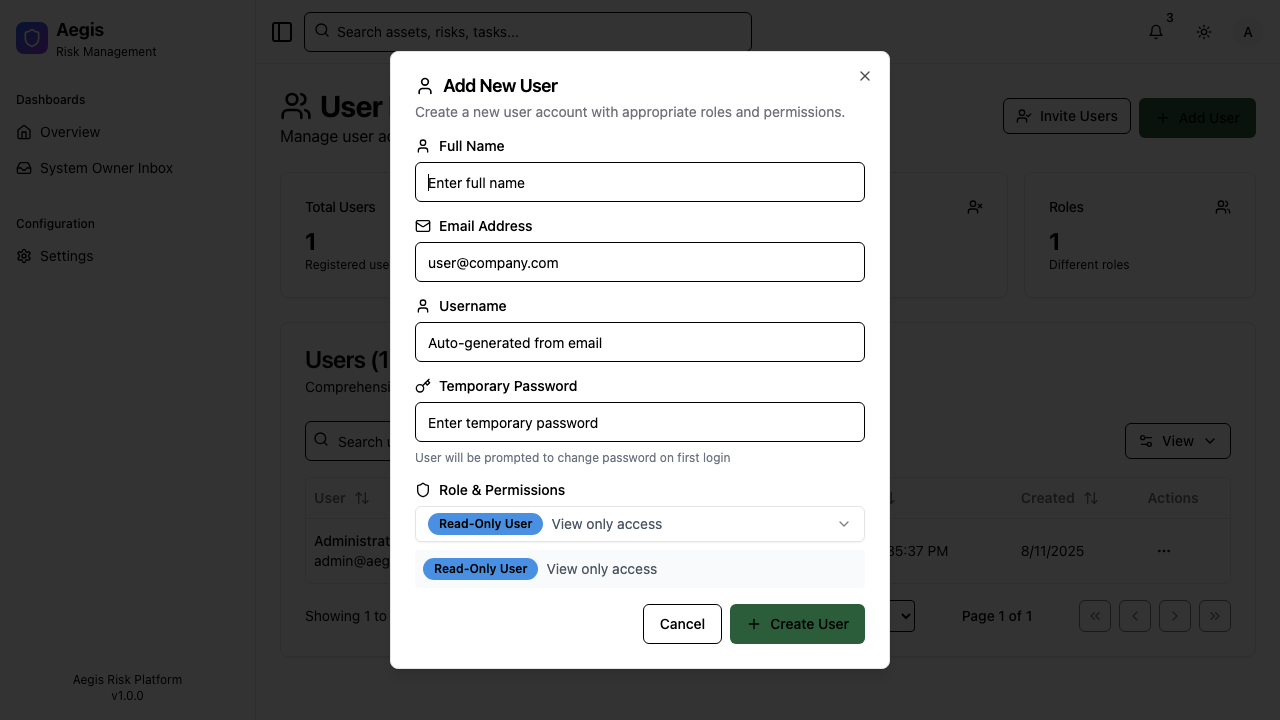 Aegis
Risk Management
Dashboards
Overview
System Owner Inbox
Configuration
Settings
Aegis Risk Platform
v1.0.0
Search assets, risks, tasks...
3
A
User
Manage user ac
Invite Users
Add User
Total Users
1
Registered use
Roles
1
Different roles
Users (1
Comprehensi
Search u
View
User
Created
Actions
Administrat
admin@aeg
35:37 PM
8/11/2025
Showing 1 to
Page 1 of 1
Add New User
Create a new user account with appropriate roles and permissions.
Full Name
Enter full name
Email Address
user@company.com
Username
Auto-generated from email
Temporary Password
Enter temporary password
User will be prompted to change password on first login
Role & Permissions
Read-Only User View only access
Read-Only User View only access
Cancel
Create User